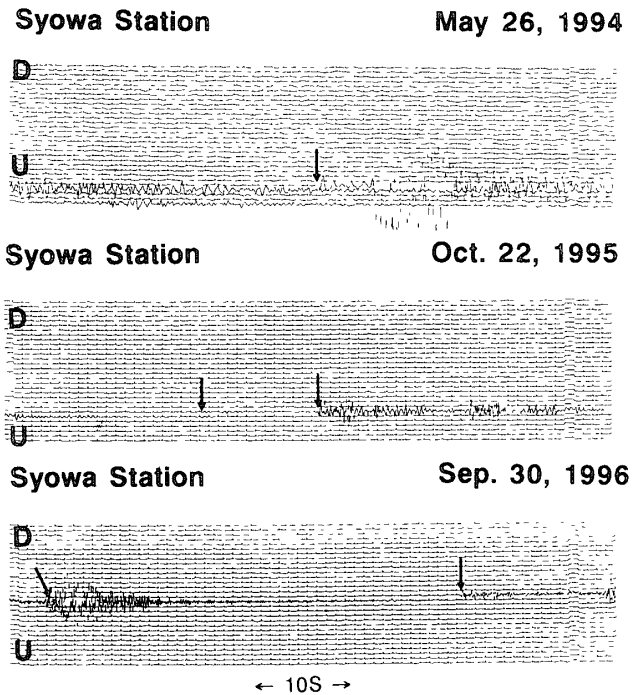 Syowa Station May 26, 1994
D
U
Syowa Station Oct. 22, 1995
D
U
Syowa Station Sep. 30, 1996
D
U
← 10S →